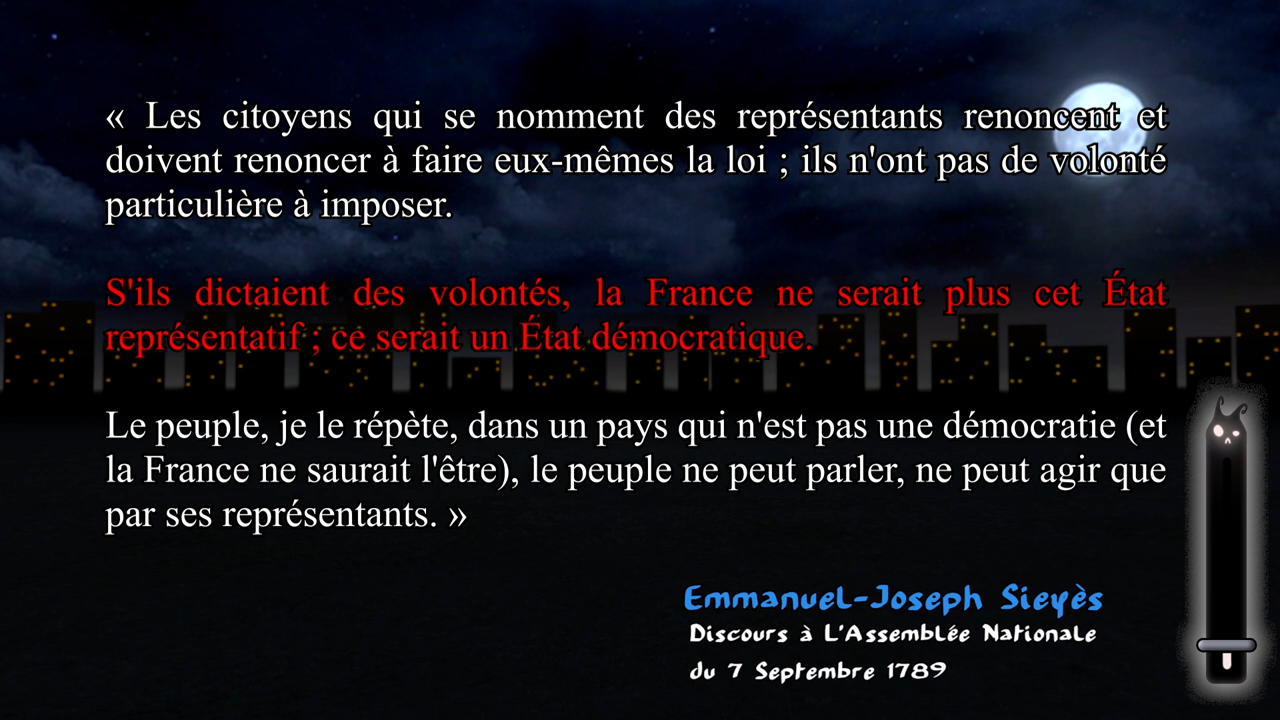 « Les citoyens qui se nomment des représentants renoncent et
doivent renoncer à faire eux-mêmes la loi ; ils n'ont pas de volonté
particulière à imposer.
S'ils dictaient des volontés, la France ne serait plus cet État
représentatif ; ce serait un État démocratique.
Le peuple, je le répète, dans un pays qui n'est pas une démocratie (et
la France ne saurait l'être), le peuple ne peut parler, ne peut agir que
par ses représentants. »
Emmanuel-Joseph Sieyès
Discours à L'Assemblée Nationale
du 7 Septembre 1789